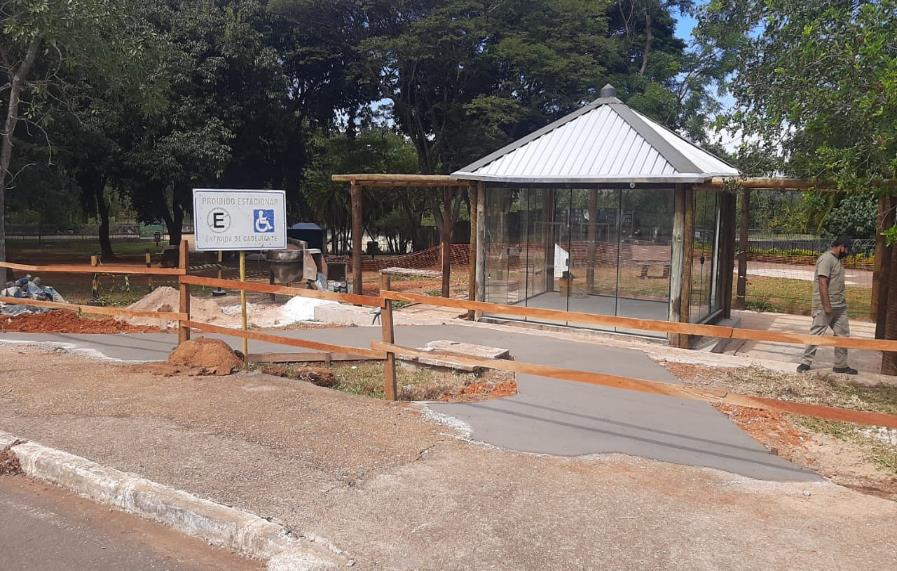 PROIBIDO ESTACIONAR
E
ENTRADA DE CADEIRANTE